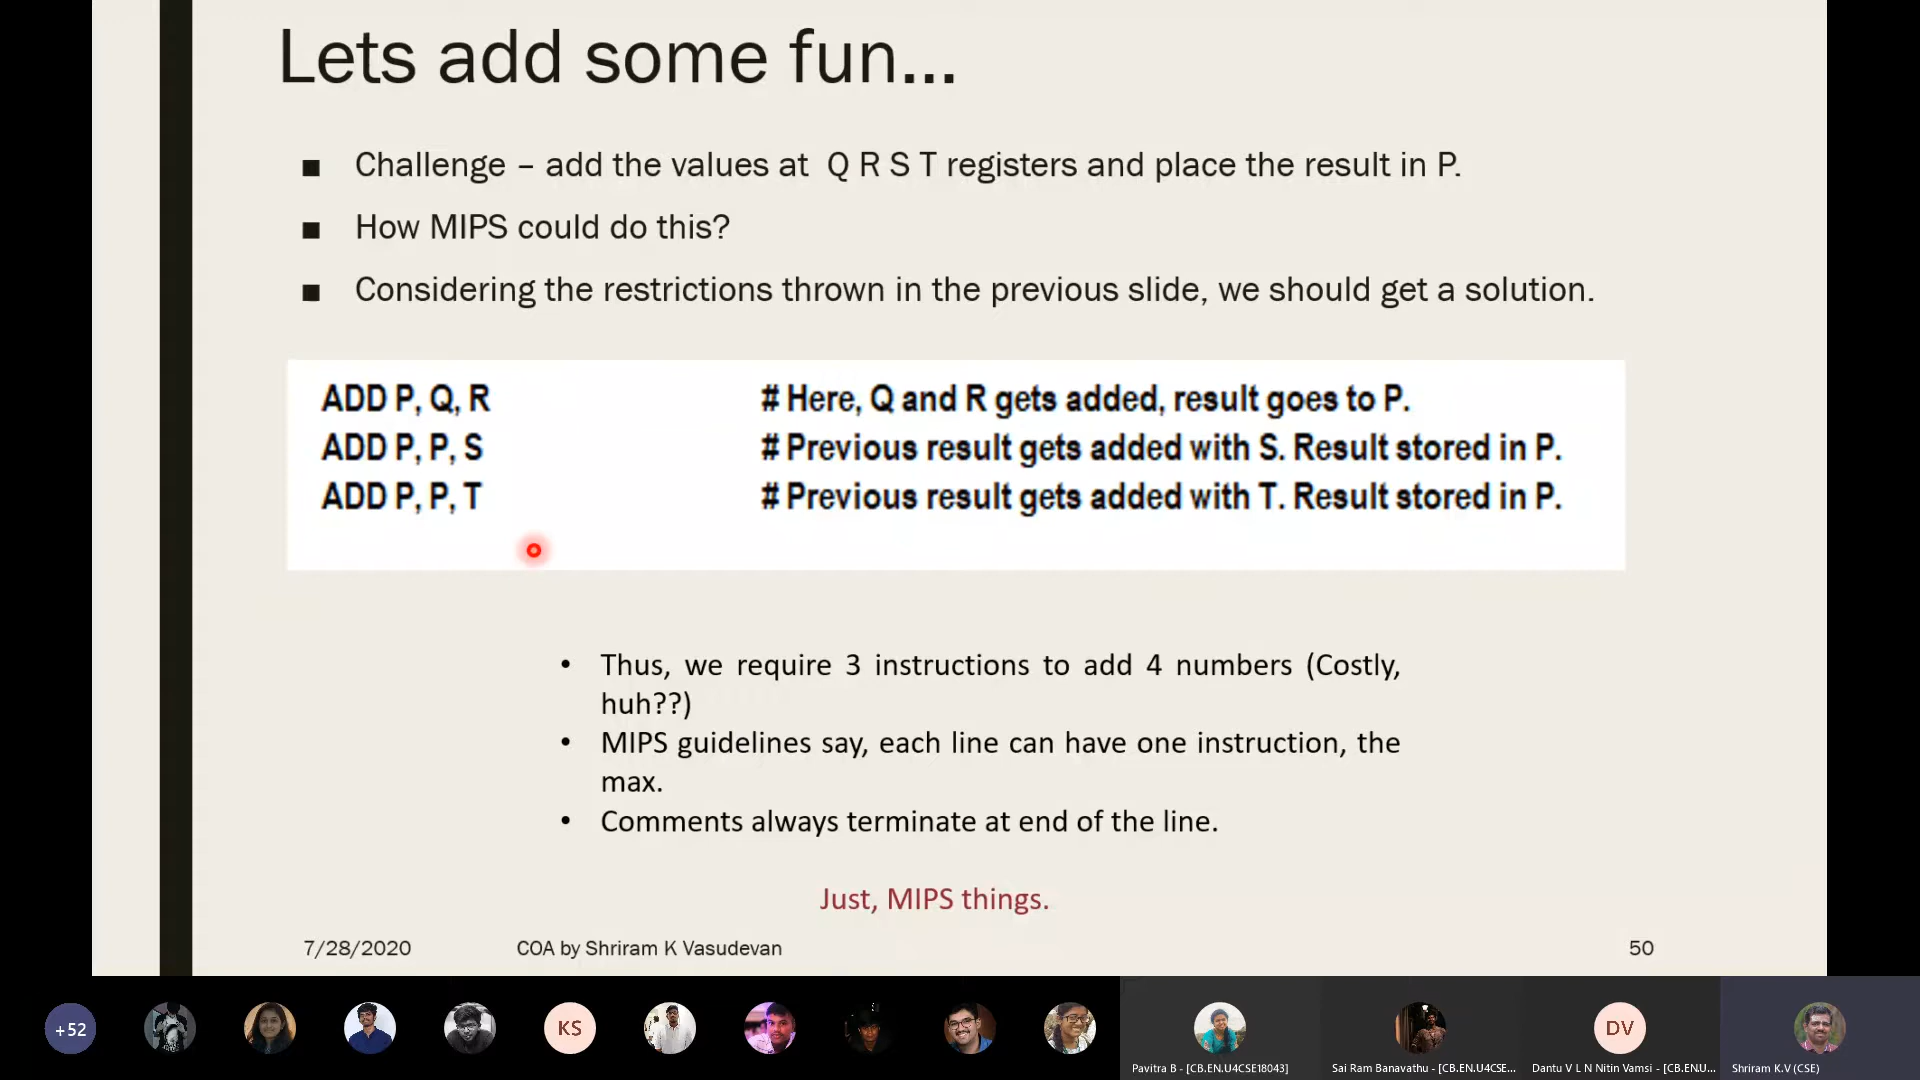 Lets add some fun...
■ Challenge – add the values at Q R S T registers and place the result in P.
■ How MIPS could do this?
■ Considering the restrictions thrown in the previous slide, we should get a solution.
ADD P, Q, R # Here, Q and R gets added, result goes to P.
ADD P, P, S # Previous result gets added with S. Result stored in P.
ADD P, P, T # Previous result gets added with T. Result stored in P.
• Thus, we require 3 instructions to add 4 numbers (Costly,
huh??)
• MIPS guidelines say, each line can have one instruction, the
max.
• Comments always terminate at end of the line.
Just, MIPS things.
7/28/2020 COA by Shriram K Vasudevan 50
+52 KS DV
Pavitra B - [CB.EN.U4CSE18043] Sai Ram Banavathu - [CB.EN.U4CSE... Dantu V L N Nitin Vamsi - [CB.EN.U... Shriram K.V (CSE)